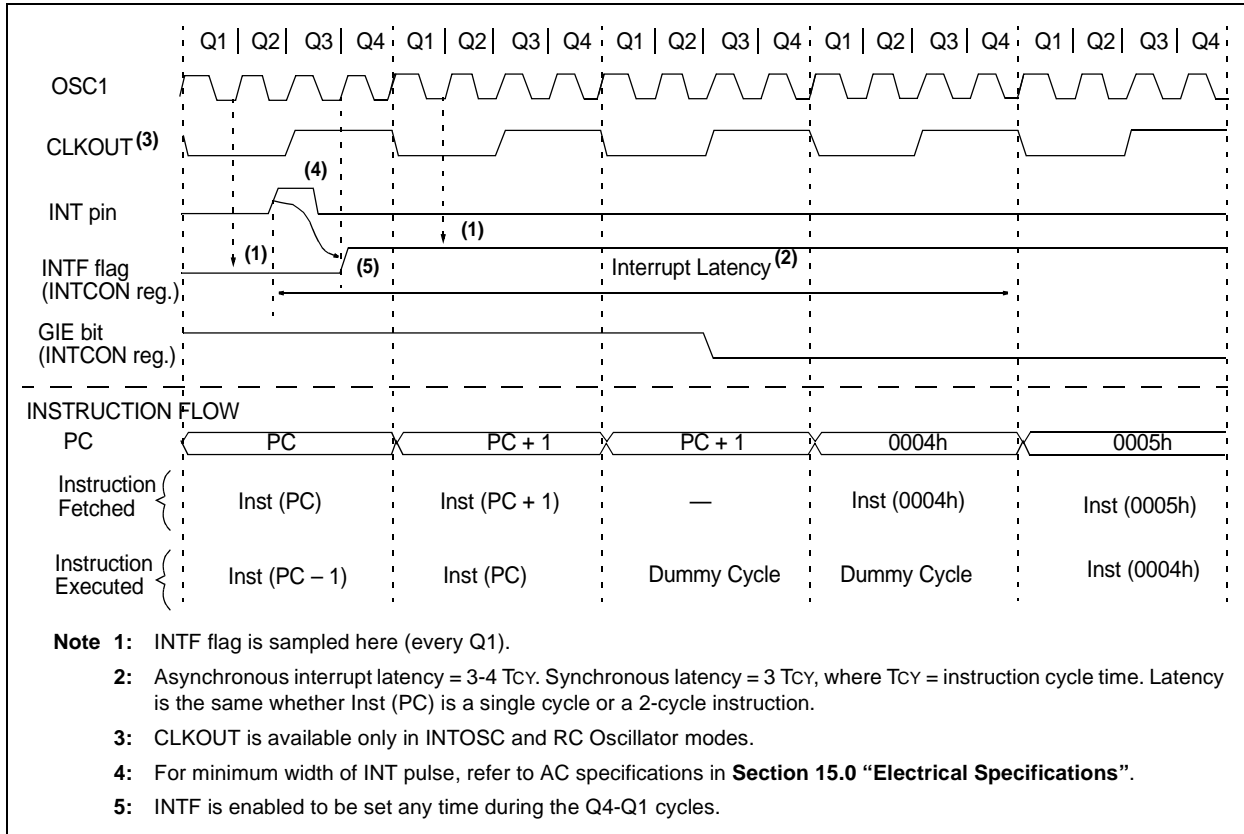 Q1 | Q2 | Q3 | Q4 Q1 | Q2 | Q3 | Q4 Q1 | Q2 | Q3 | Q4 Q1 | Q2 | Q3 | Q4 Q1 | Q2 | Q3 | Q4
OSC1
CLKOUT (3)
(4)
INT pin
(1) (1)
INTF flag
(INTCON reg.)
(5)
Interrupt Latency (2)
GIE bit
(INTCON reg.)
INSTRUCTION FLOW
PC PC PC + 1 PC + 1 0004h 0005h
Instruction
Fetched
Inst (PC) Inst (PC + 1) — Inst (0004h) Inst (0005h)
Instruction
Executed
Inst (PC – 1) Inst (PC) Dummy Cycle Dummy Cycle Inst (0004h)
Note 1: INTF flag is sampled here (every Q1).
2: Asynchronous interrupt latency = 3-4 TCY. Synchronous latency = 3 TCY, where TCY = instruction cycle time. Latency
is the same whether Inst (PC) is a single cycle or a 2-cycle instruction.
3: CLKOUT is available only in INTOSC and RC Oscillator modes.
4: For minimum width of INT pulse, refer to AC specifications in Section 15.0 “Electrical Specifications”.
5: INTF is enabled to be set any time during the Q4-Q1 cycles.